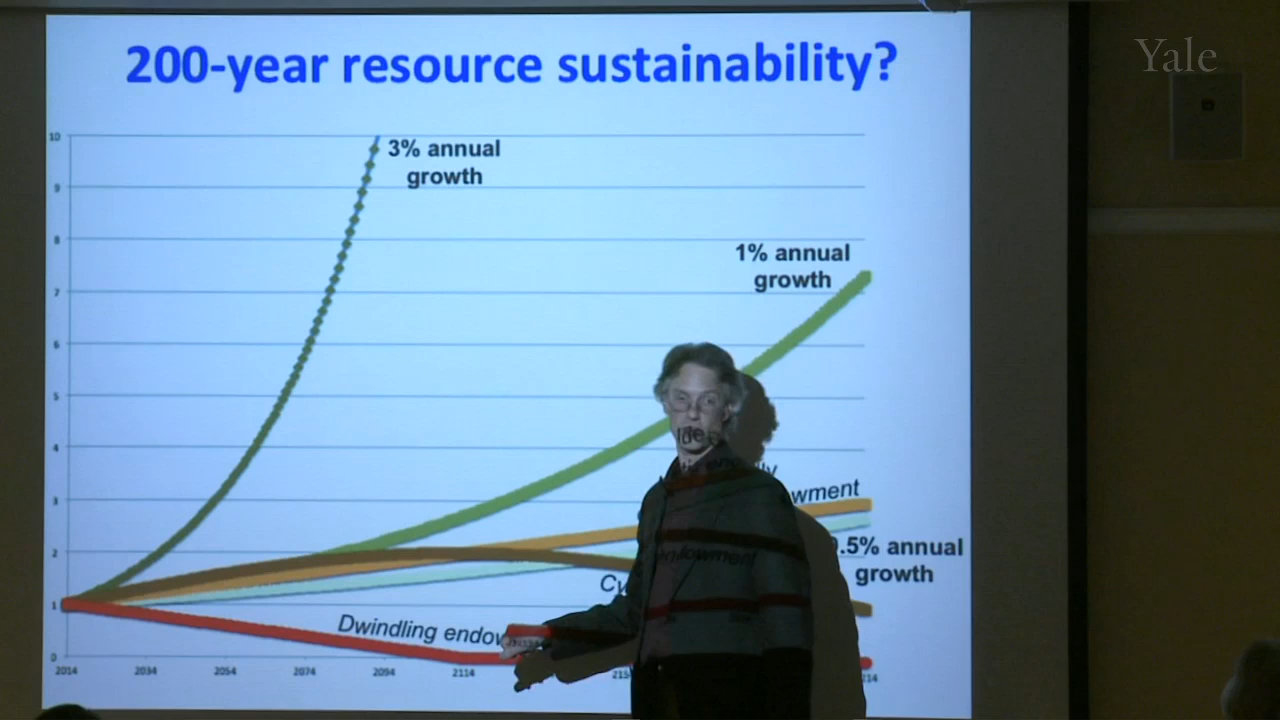 Yale
200-year resource sustainability?
10
3% annual
growth
9
8
1% annual
growth
7
6
5
4
3
wment
2
.5% annual
growth
endowment
1
Dwindling endow
0
2014
2034
2054
2074
2094
2114